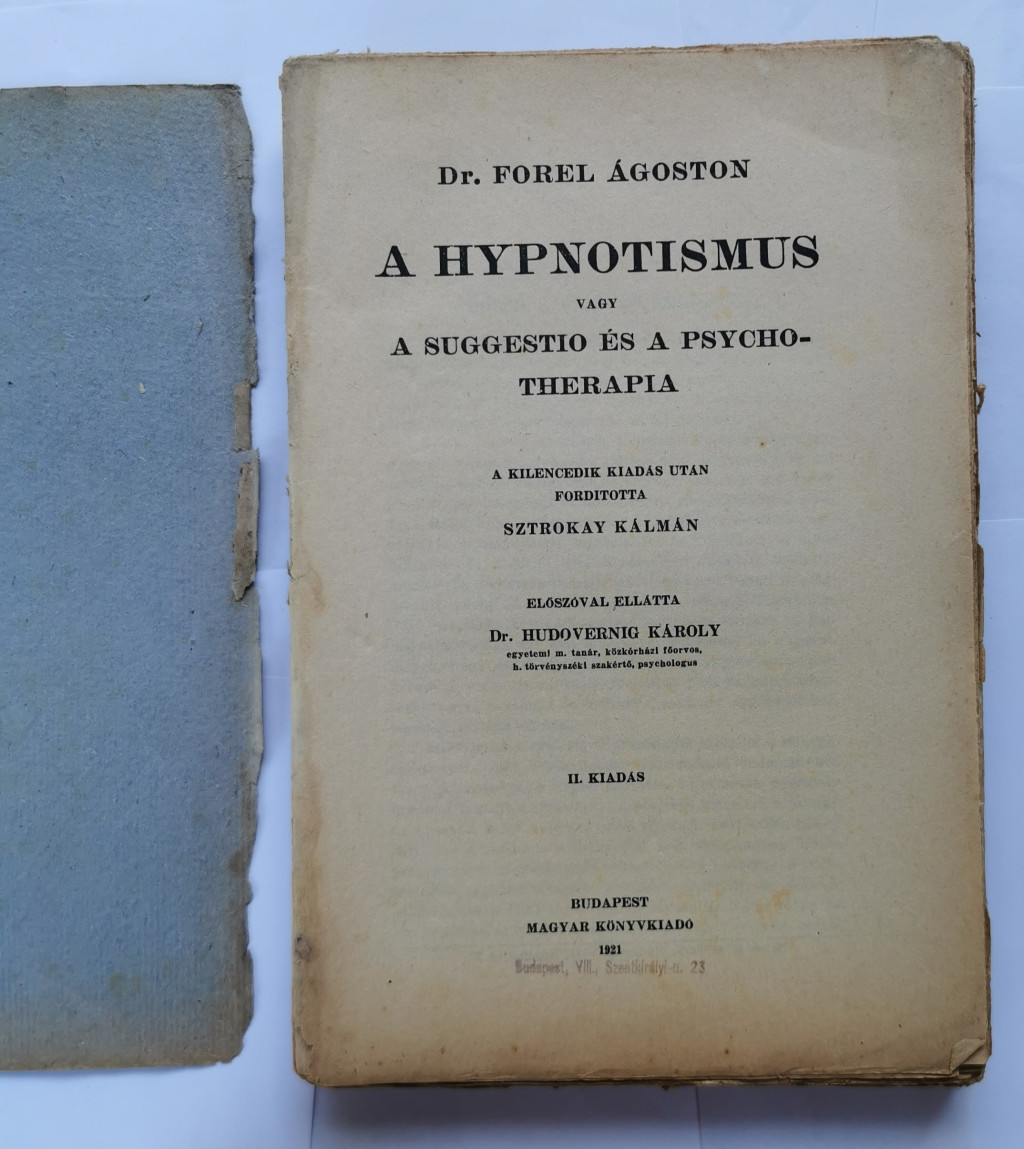 Dr. FOREL ÁGOSTON
A HYPNOTISMUS
VAGY
A SUGGESTIO ÉS A PSYCHO-
THERAPIA
A KILENCEDIK KIADÁS UTÁN
FORDITOTTA
SZTROKAY KÁLMÁN
ELŐSZÓVAL ELLÁTTA
Dr. HUDOVERNIG KÁROLY
egyetemi m. tanár, közkórházi főorvos,
h. törvényszéki szakértő, psychologus
II. KIADÁS
BUDAPEST
MAGYAR KÖNYVKIADÓ
1921
Budapest, VIII., Szentkirályi-u. 23